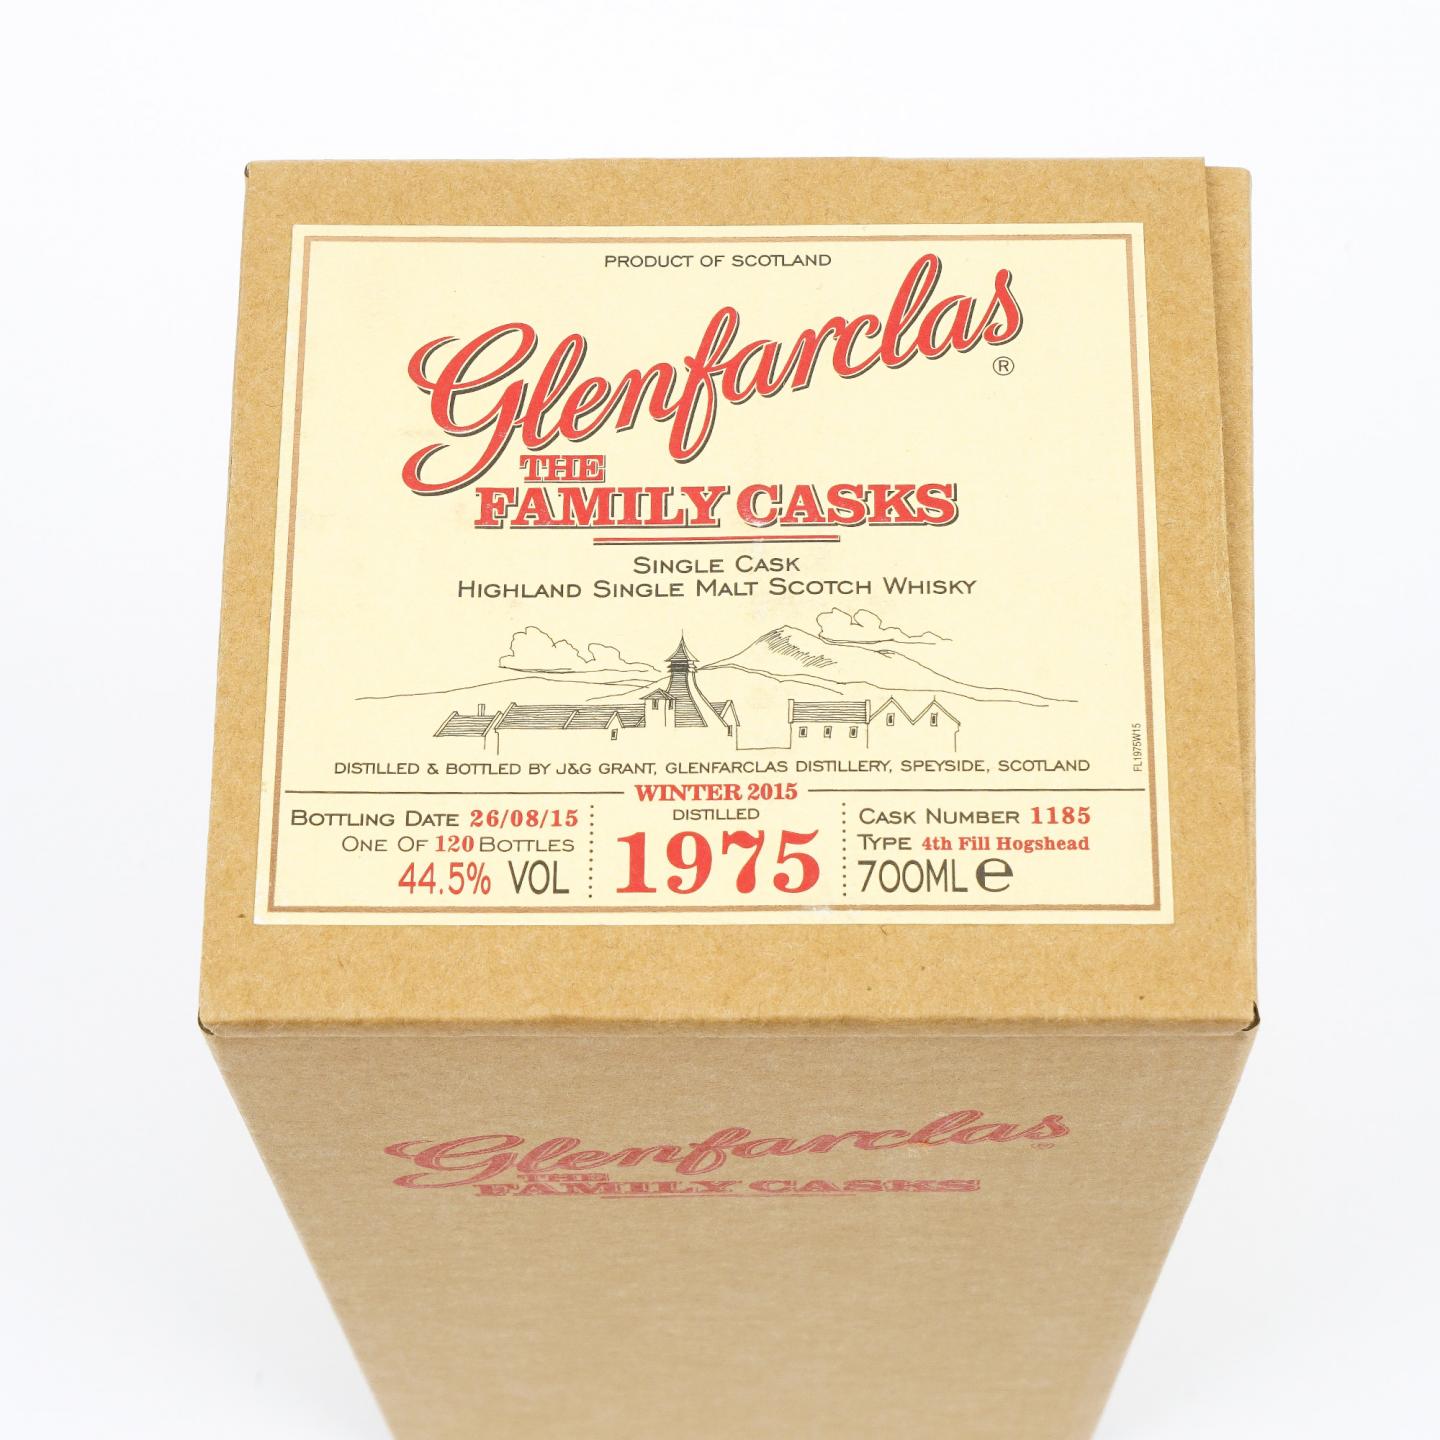 PRODUCT OF SCOTLAND
Glenfarclas ®
THE
FAMILY CASKS
SINGLE CASK
HIGHLAND SINGLE MALT SCOTCH WHISKY
DISTILLED & BOTTLED BY J&G GRANT, GLENFARCLAS DISTILLERY, SPEYSIDE, SCOTLAND
FL1975W15
WINTER 2015
BOTTLING DATE 26/08/15
ONE OF 120 BOTTLES
44.5% VOL
DISTILLED
1975
CASK NUMBER 1185
TYPE 4th Fill Hogshead
700ML e
Glenfarclas ®
THE
FAMILY CASKS